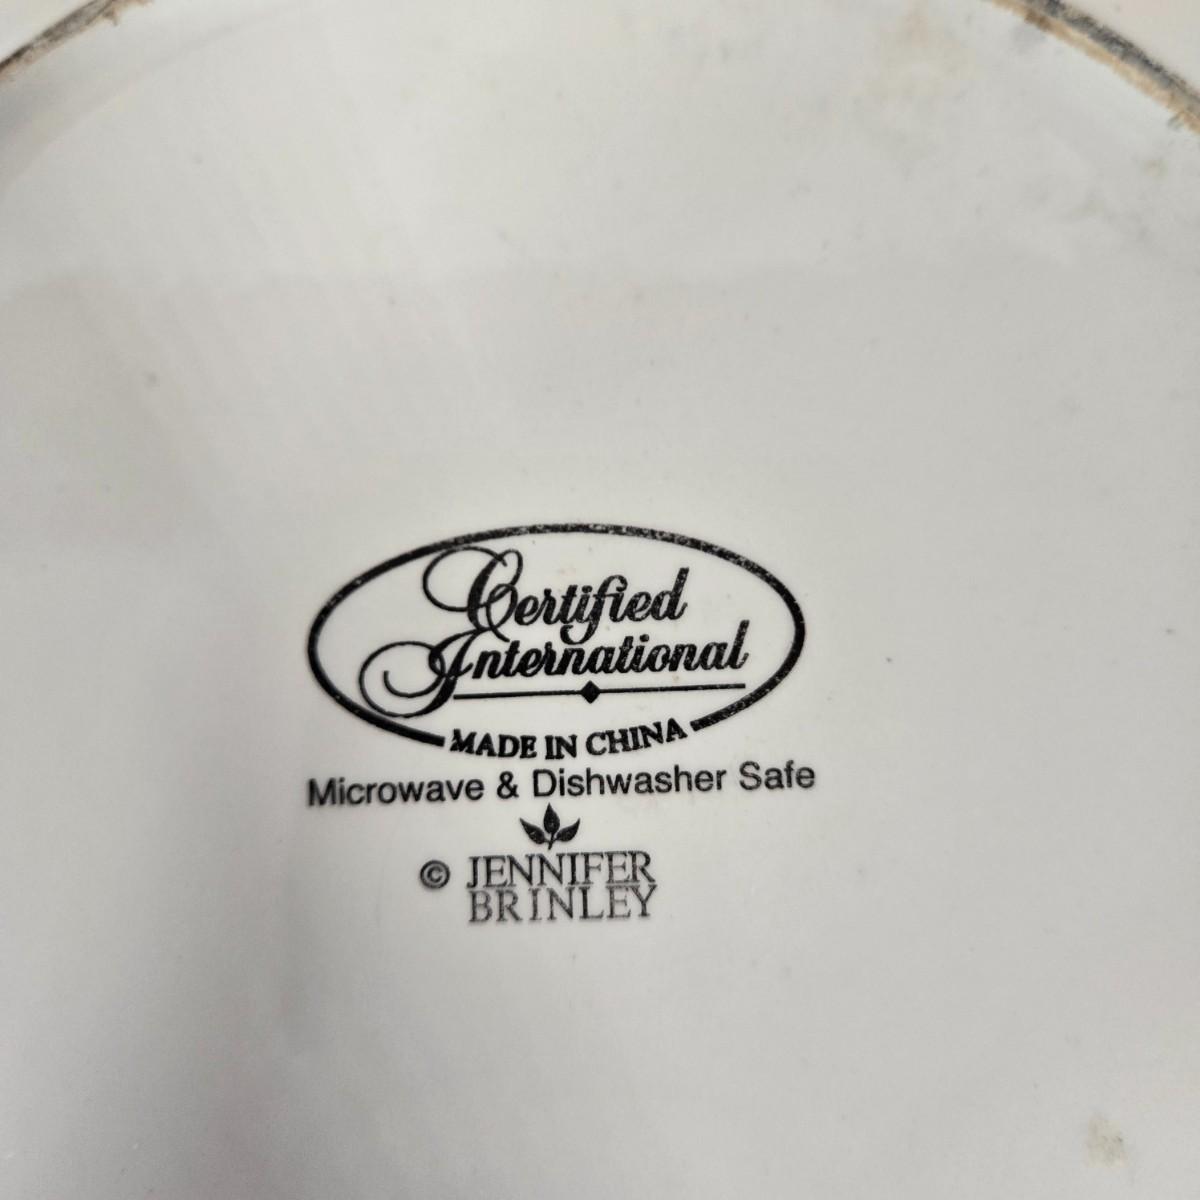 Certified
International
MADE IN CHINA
Microwave & Dishwasher Safe
© JENNIFER
BRINLEY